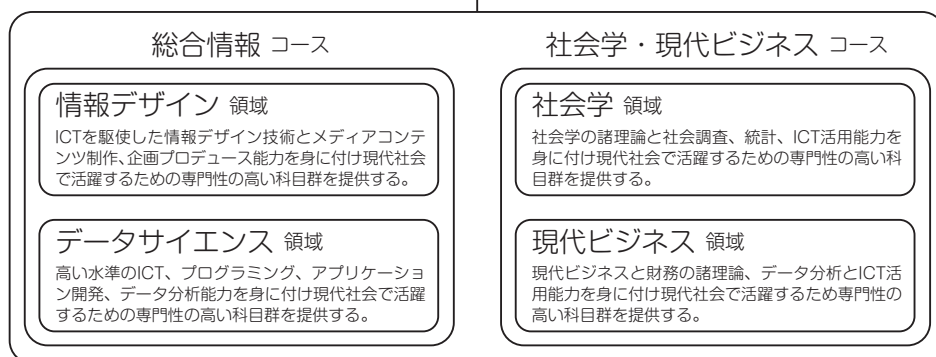 総合情報 コース
情報デザイン 領域
ICTを駆使した情報デザイン技術とメディアコンテ
ンツ制作、企画プロデュース能力を身に付け現代社会
で活躍するための専門性の高い科目群を提供する。
データサイエンス 領域
高い水準のICT、プログラミング、アプリケーショ
ン開発、データ分析能力を身に付け現代社会で活躍
するための専門性の高い科目群を提供する。
社会学・現代ビジネス コース
社会学 領域
社会学の諸理論と社会調査、統計、ICT活用能力を
身に付け現代社会で活躍するための専門性の高い科
目群を提供する。
現代ビジネス 領域
現代ビジネスと財務の諸理論、データ分析とICT活
用能力を身に付け現代社会で活躍するため専門性の
高い科目群を提供する。